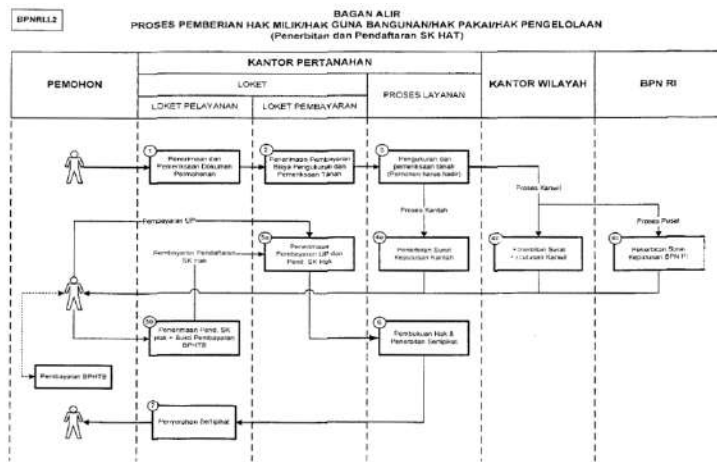 BPNRI.L2
BAGAN ALIR
PROSES PEMBERIAN HAK MILIK/HAK GUNA BANGUNAN/HAK PAKAI/HAK PENGELOLAAN
(Penerbitan dan Pendaftaran SK HAT)
PEMOHON
KANTOR PERTANAHAN
KANTOR WILAYAH
BPN RI
LOKET
PROSES LAYANAN
LOKET PELAYANAN
LOKET PEMBAYARAN
1
Penerimaan dan
Pemeriksaan Dokumen
Permohonan
2
Penerimaan Pembayaran
Biaya Pengukuran dan
Pemeriksaan Tanah
3
Pengukuran dan
pemeriksaan tanah
(Pemohon harus hadir)
Proses Kanwil
Proses Kantah
Proses Pusat
Pembayaran UP
Pembayaran Pendaftaran
SK Hak
5a
Penerimaan
Pembayaran UP dan
Pend. SK Hak
4a
Penerbitan Surat
Keputusan Kantah
Penerbitan Surat
Keputusan Kanwil
Penerbitan Surat
Keputusan BPN RI
5b
Penerimaan Pend. SK
Hak + Bukti Pembayaran
BPHTB
6
Pembukuan Hak &
Penerbitan Sertipikat
Pembayaran BPHTB
7
Penyerahan Sertipikat